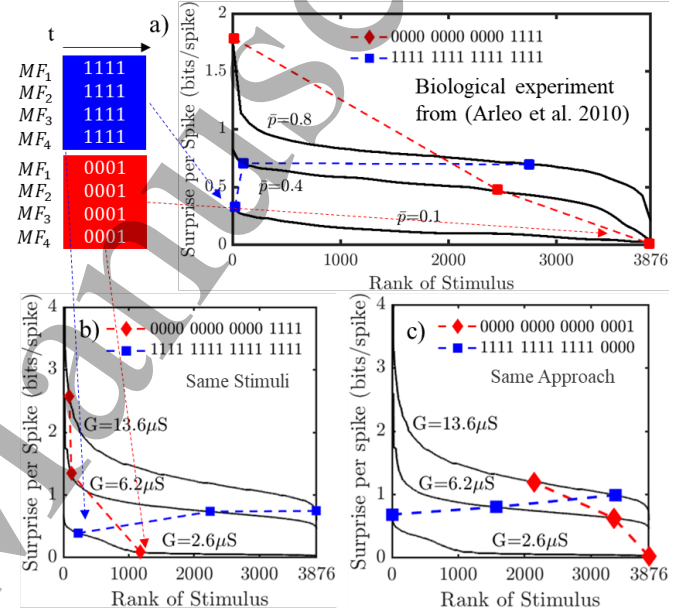 t
a)
MF1 1111
MF2 1111
MF3 1111
MF4 1111
MF1 0001
MF2 0001
MF3 0001
MF4 0001
Surprise per Spike (bits/spike)
2
1.5
1
0.5
0
0000 0000 0000 1111
1111 1111 1111 1111
Biological experiment
from (Arleo et al. 2010)
p̄=0.8
p̄=0.4
p̄=0.1
0 1000 2000 3000 3876
Rank of Stimulus
b)
Surprise per Spike (bits/spike)
4
3
2
1
0
0000 0000 0000 1111
1111 1111 1111 1111
Same Stimuli
G=13.6μS
G=6.2μS
G=2.6μS
0 1000 2000 3000 3876
Rank of Stimulus
c)
Surprise per spike (bits/spike)
4
3
2
1
0
0000 0000 0000 0001
1111 1111 1111 0000
Same Approach
G=13.6μS
G=6.2μS
G=2.6μS
0 1000 2000 3000 3876
Rank of Stimulus